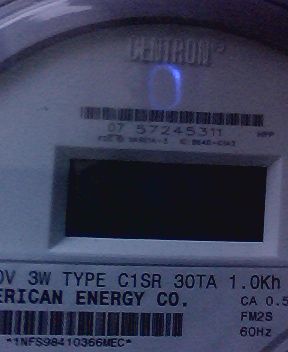 CENTRON®
07 57245311
0V 3W TYPE C1SR 30TA 1.0Kh
ERICAN ENERGY CO.
CA 0.5
FM2S
60Hz
*1NFS98410366MEC*